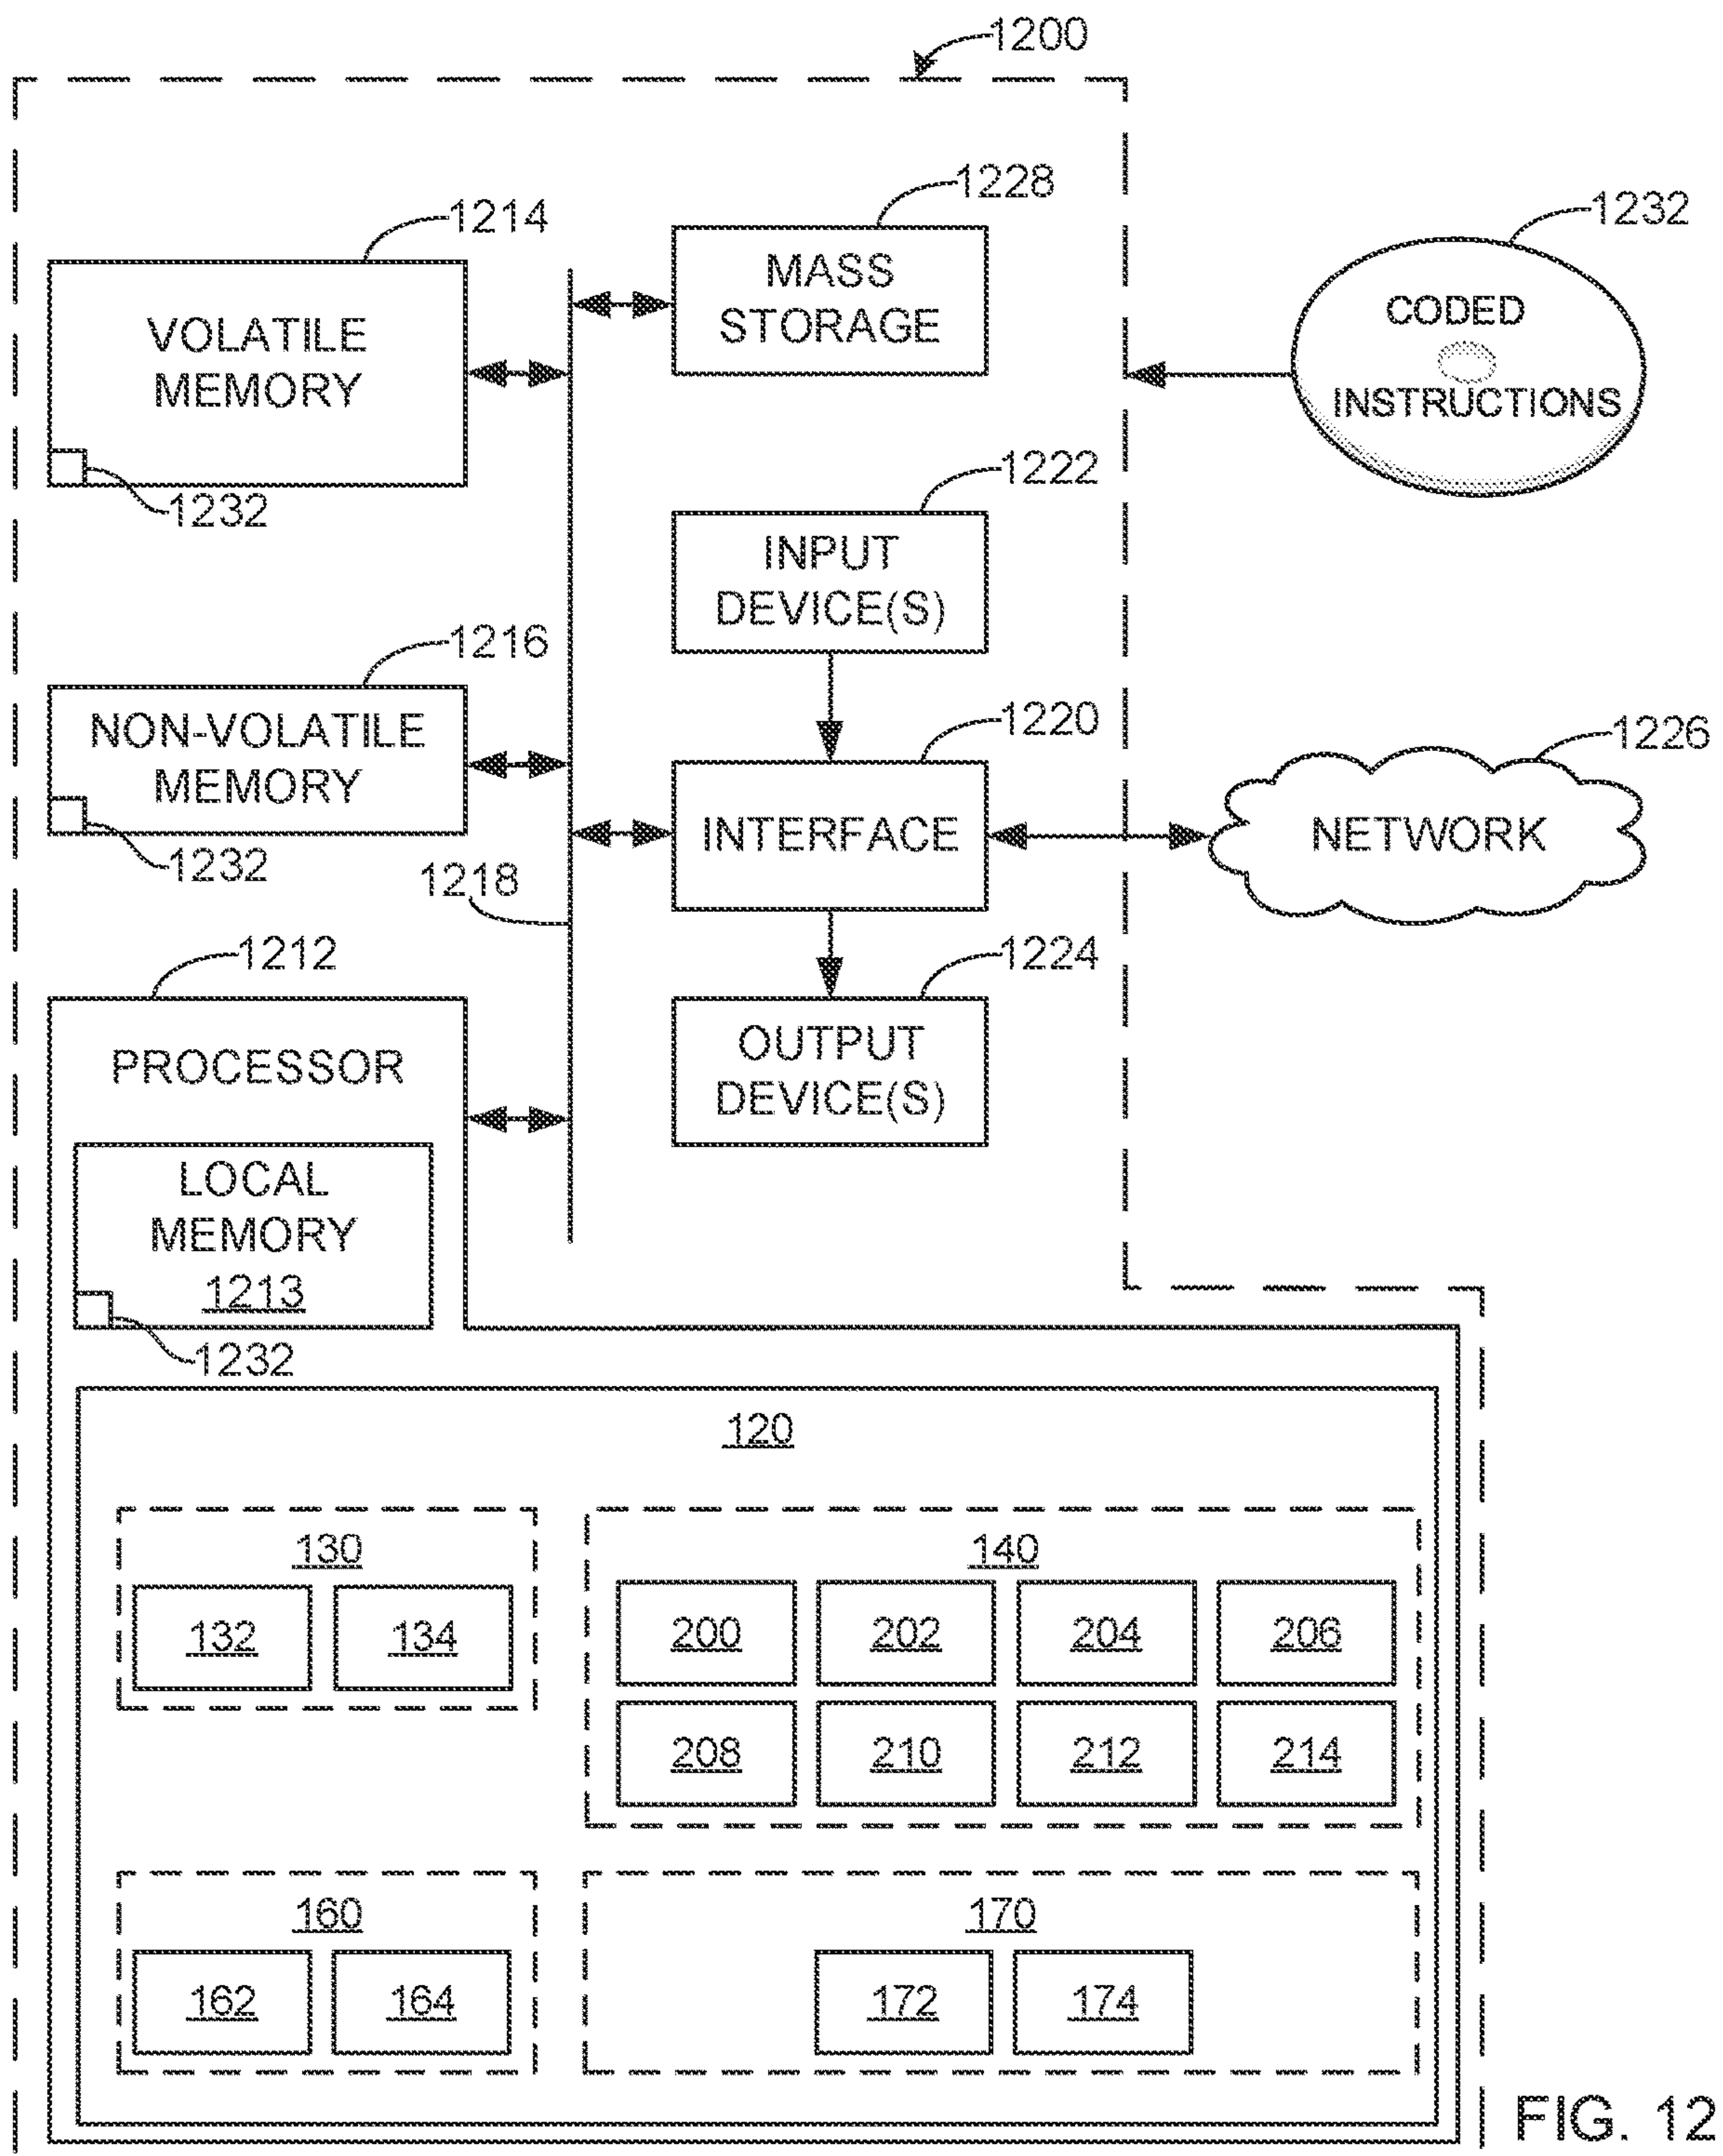 1200
1228
1214
1232
MASS
STORAGE
VOLATILE
MEMORY
CODED
INSTRUCTIONS
1232
1222
INPUT
DEVICE(S)
1216
1220
1226
NON-VOLATILE
MEMORY
INTERFACE
NETWORK
1232
1218
1212
1224
PROCESSOR
OUTPUT
DEVICE(S)
LOCAL
MEMORY
1213
1232
120
130
140
132 134
200 202 204 206
208 210 212 214
160
170
162 164
172 174
FIG. 12